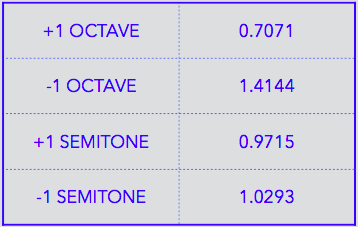 +1 OCTAVE 0.7071
-1 OCTAVE 1.4144
+1 SEMITONE 0.9715
-1 SEMITONE 1.0293